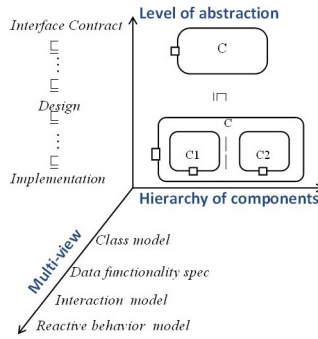 Level of abstraction
Interface Contract
⊑
⋮
⊑
Design
⊑
⋮
⊑
Implementation
C
⊑
C
C1
||
C2
Hierarchy of components
Multi-view
Class model
Data functionality spec
Interaction model
Reactive behavior model